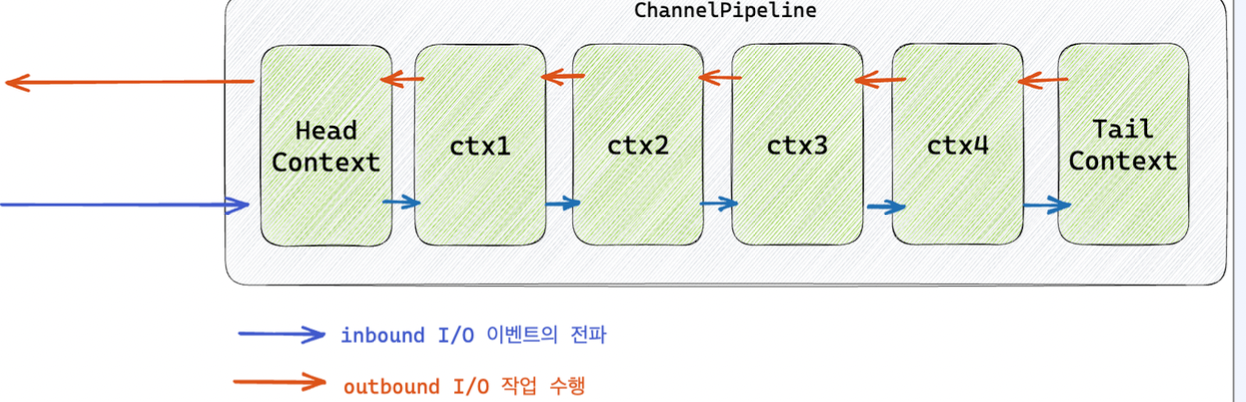 ChannelPipeline
Head
Context
ctx1
ctx2
ctx3
ctx4
Tail
Context
inbound I/O 이벤트의 전파
outbound I/O 작업 수행